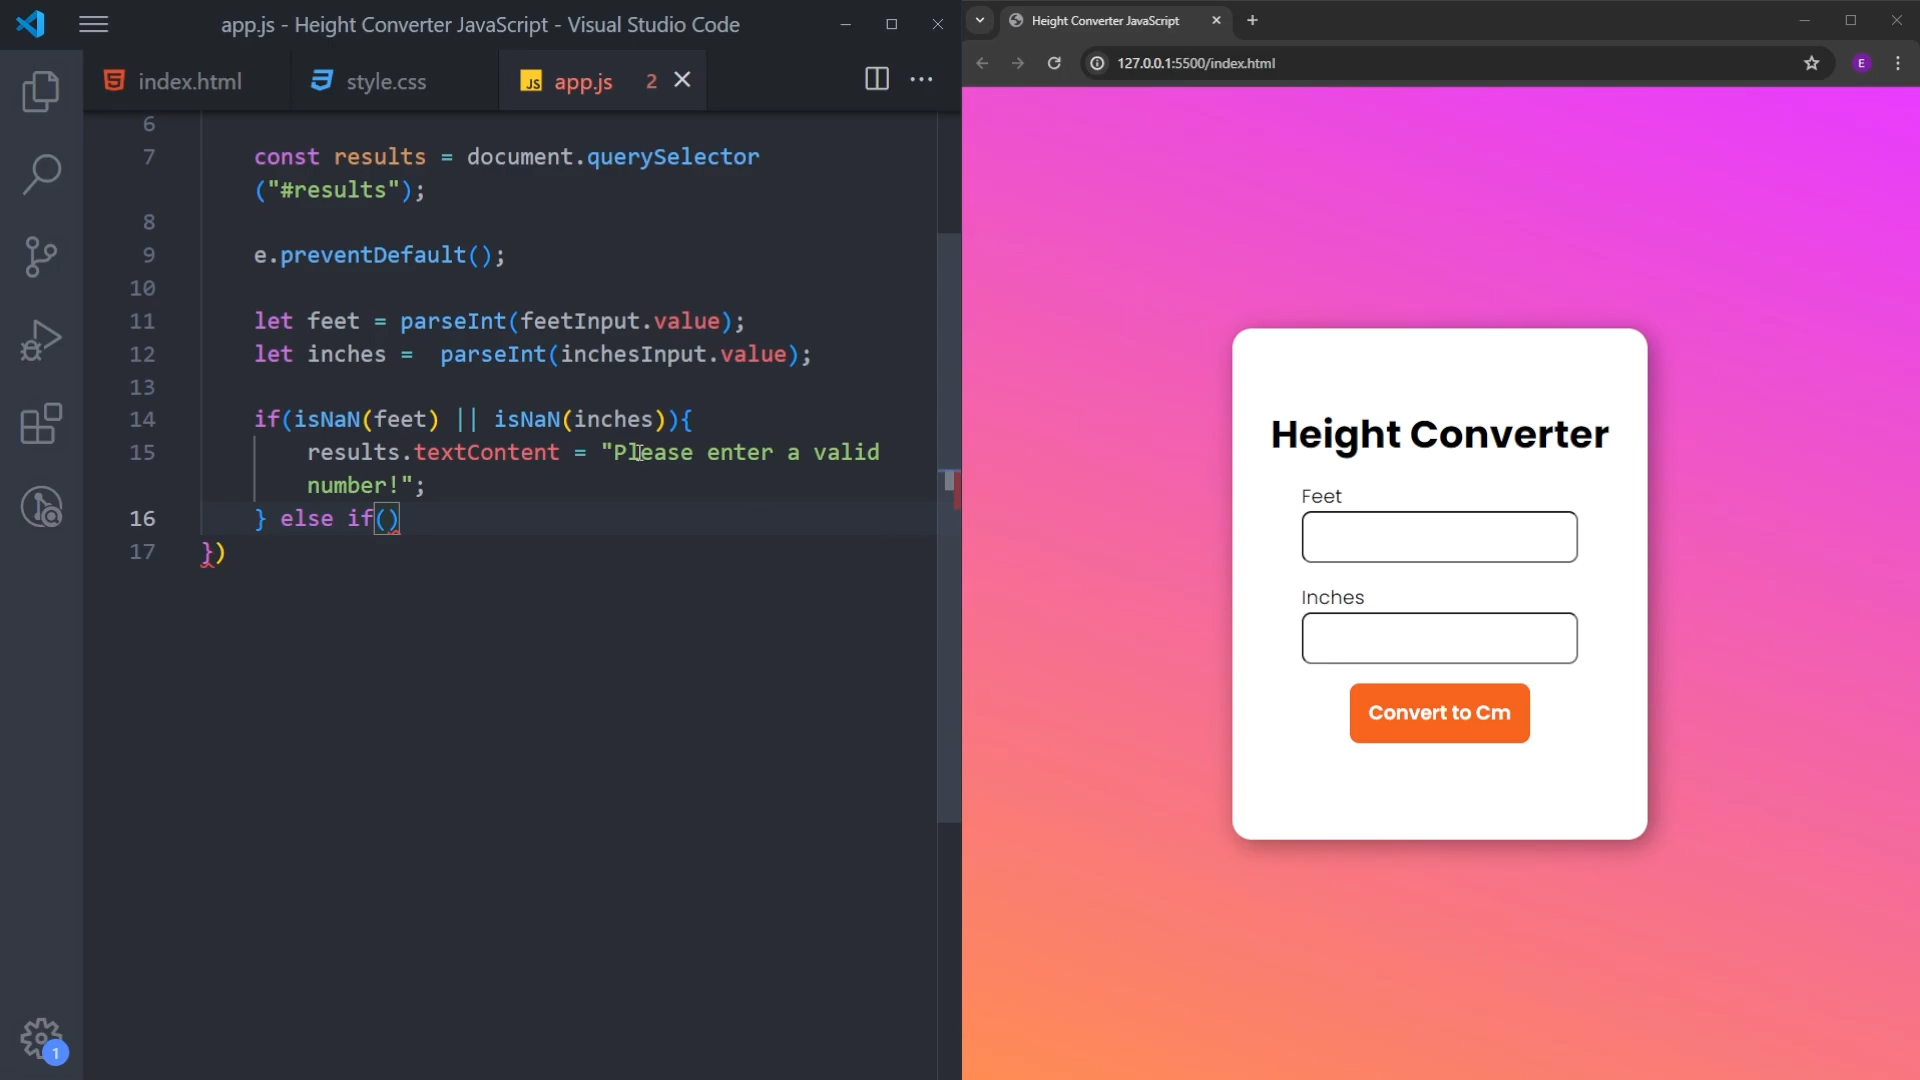 app.js - Height Converter JavaScript - Visual Studio Code
index.html
style.css
JS app.js 2
6
7 const results = document.querySelector
("#results");
8
9 e.preventDefault();
10
11 let feet = parseInt(feetInput.value);
12 let inches =  parseInt(inchesInput.value);
13
14 if(isNaN(feet) || isNaN(inches)){
15 results.textContent = "Please enter a valid
number!";
16 } else if()
17 })
1
Height Converter JavaScript
127.0.0.1:5500/index.html
E
Height Converter
Feet
Inches
Convert to Cm